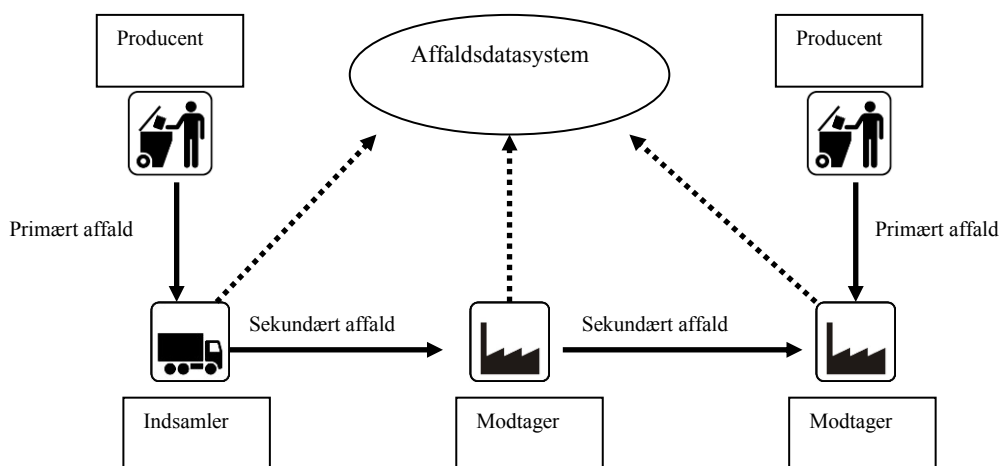 Producent
Affaldsdatasystem
Producent
Primært affald
Primært affald
Sekundært affald
Sekundært affald
Indsamler
Modtager
Modtager